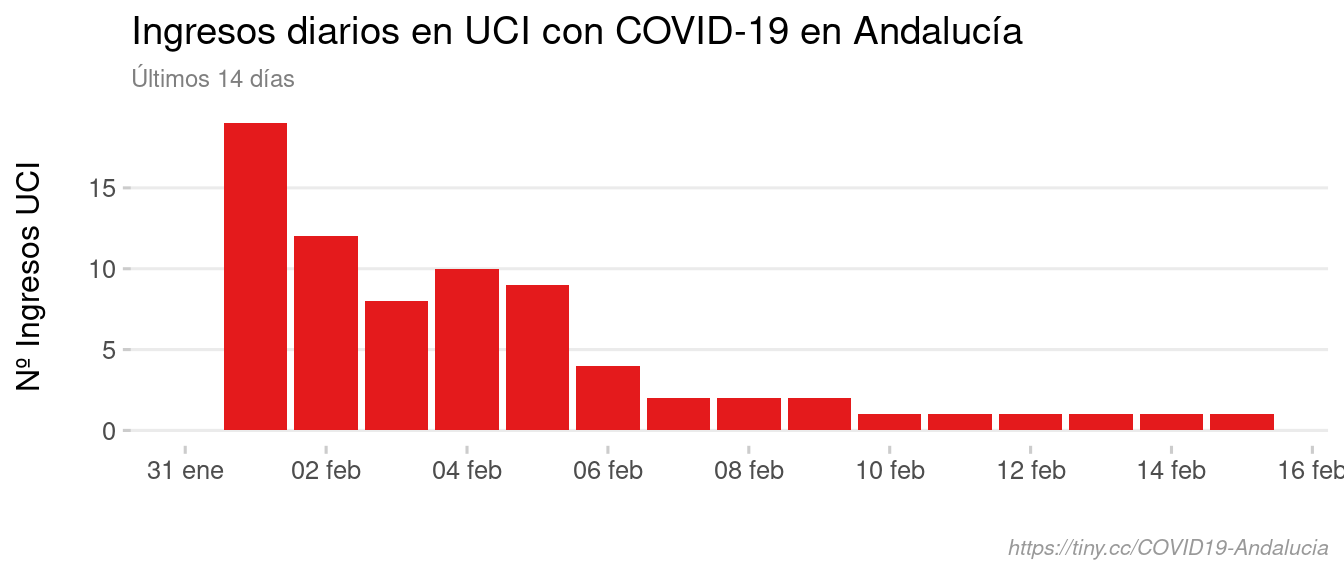 Ingresos diarios en UCI con COVID-19 en Andalucía
Últimos 14 días
Nº Ingresos UCI
15
10
5
0
31 ene 02 feb 04 feb 06 feb 08 feb 10 feb 12 feb 14 feb 16 feb
https://tiny.cc/COVID19-Andalucia